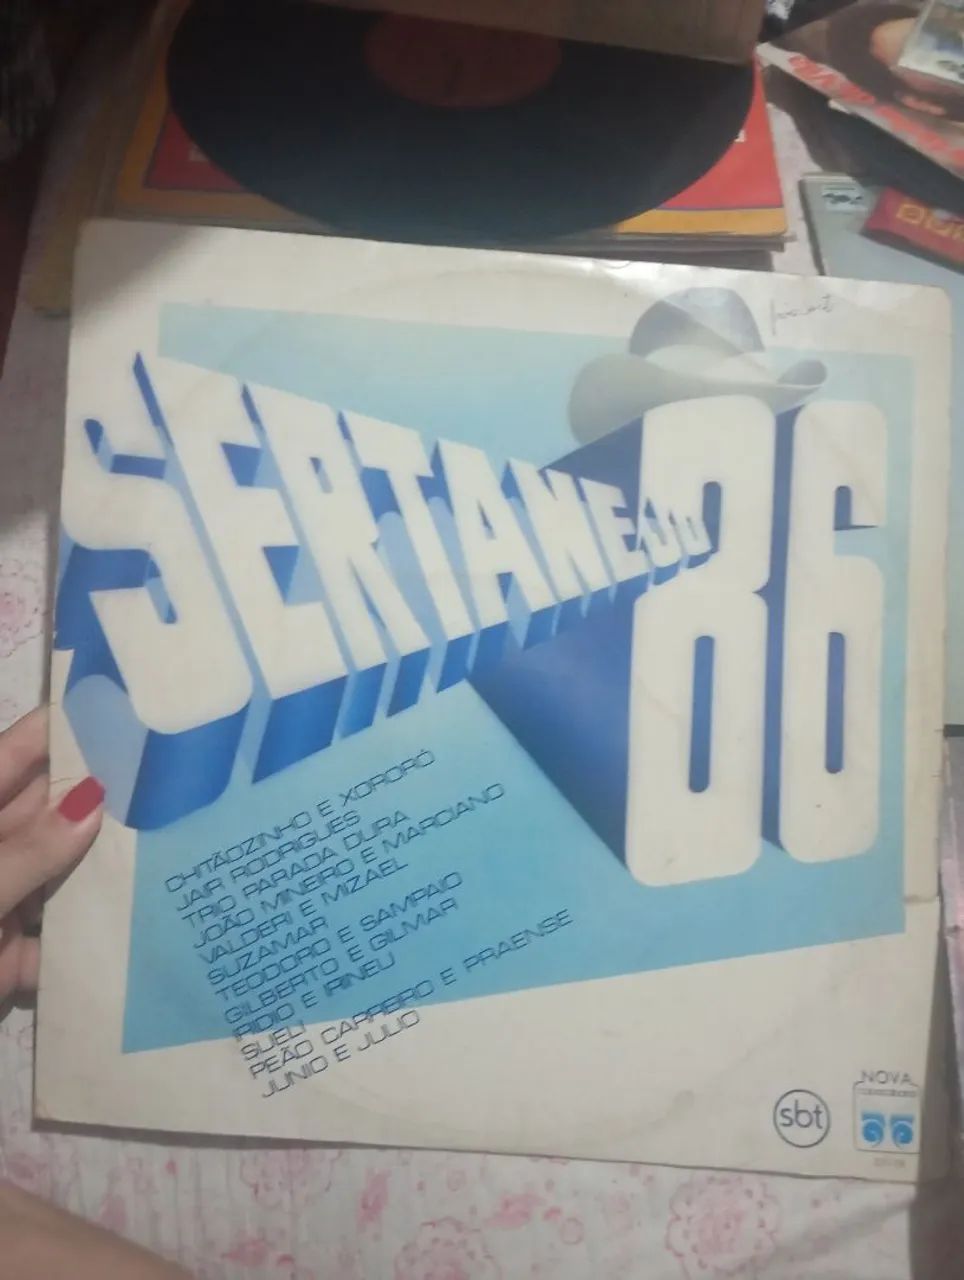 SERTANEJO 86
CHITÃOZINHO E XORORÓ
JAIR RODRIGUES
TRIO PARADA DURA
JOÃO MINEIRO E MARCIANO
VALDERI E MIZAEL
SUZAMAR
TEODORO E SAMPAIO
GILBERTO E GILMAR
RIDIO E IRINEU
SUELI
PEÃO CARREIRO E PRAENSE
JUNIO E JULIO
sbt
NOVA